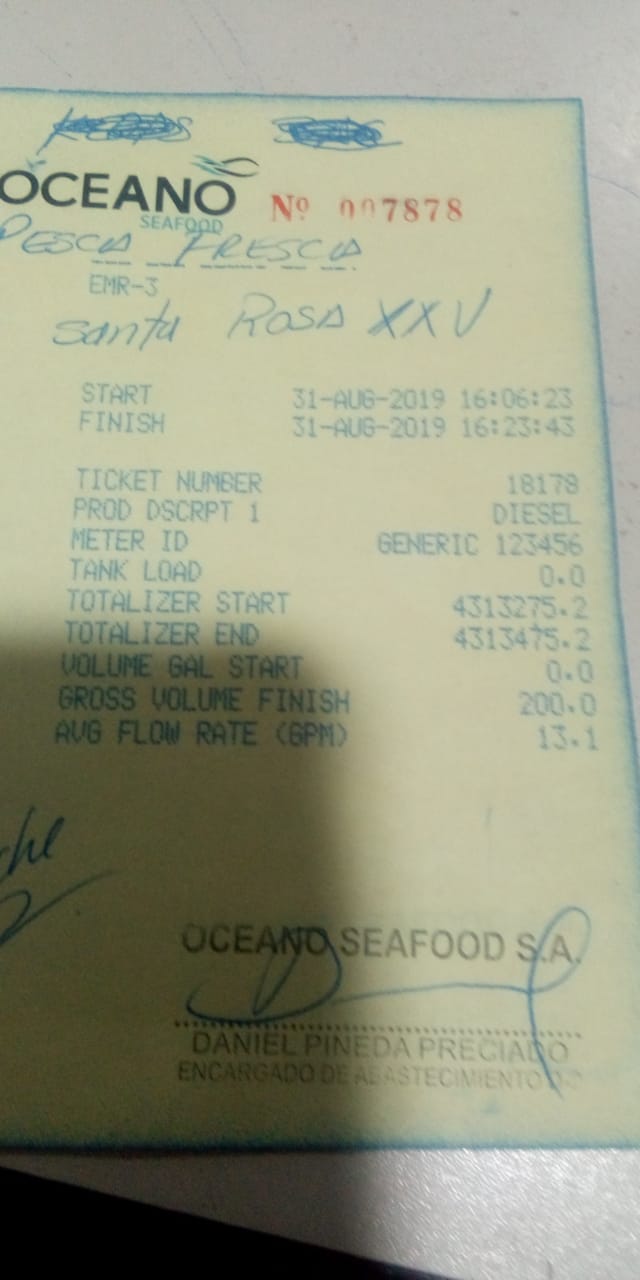 OCEANO
SEAFOOD
Nº 007878
PESCA FRESCA
EMR-3
Santa ROSA XXV
START 31-AUG-2019 16:06:23
FINISH 31-AUG-2019 16:23:43
TICKET NUMBER 18178
PROD DSCRPT 1 DIESEL
METER ID GENERIC 123456
TANK LOAD 0.0
TOTALIZER START 4313275.2
TOTALIZER END 4313475.2
VOLUME GAL START 0.0
GROSS VOLUME FINISH 200.0
AVG FLOW RATE (GPM) 13.1
OCEANO SEAFOOD S.A.
DANIEL PINEDA PRECIADO
ENCARGADO DE ABASTECIMIENTO